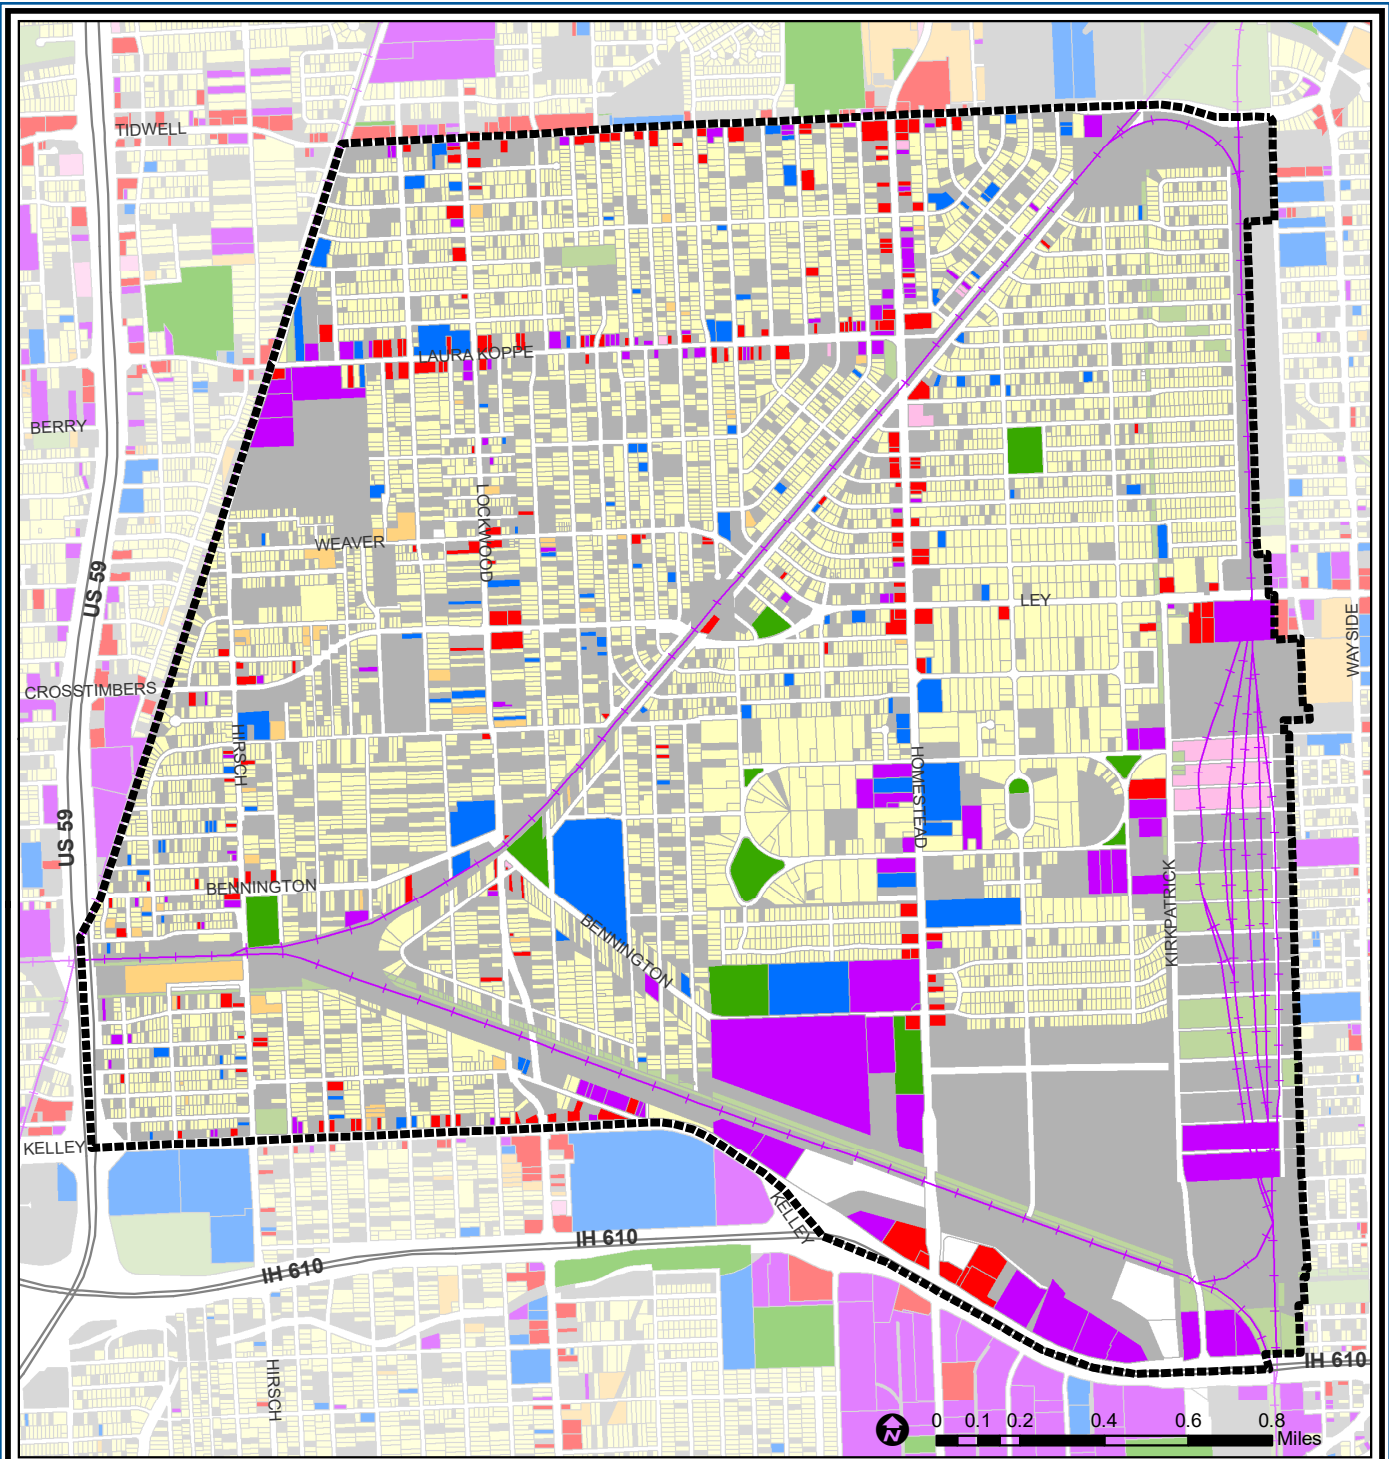 TIDWELL
LAURA KOPPE
BERRY
LOCKWOOD
WEAVER
US 59
LEY
WAYSIDE
CROSSTIMBERS
HIRSCH
HOMESTEAD
US 59
BENNINGTON
KIRKPATRICK
BENNINGTON
KELLEY
KELLEY
IH 610
IH 610
IH 610
HIRSCH
N
0 0.1 0.2 0.4 0.6 0.8
Miles